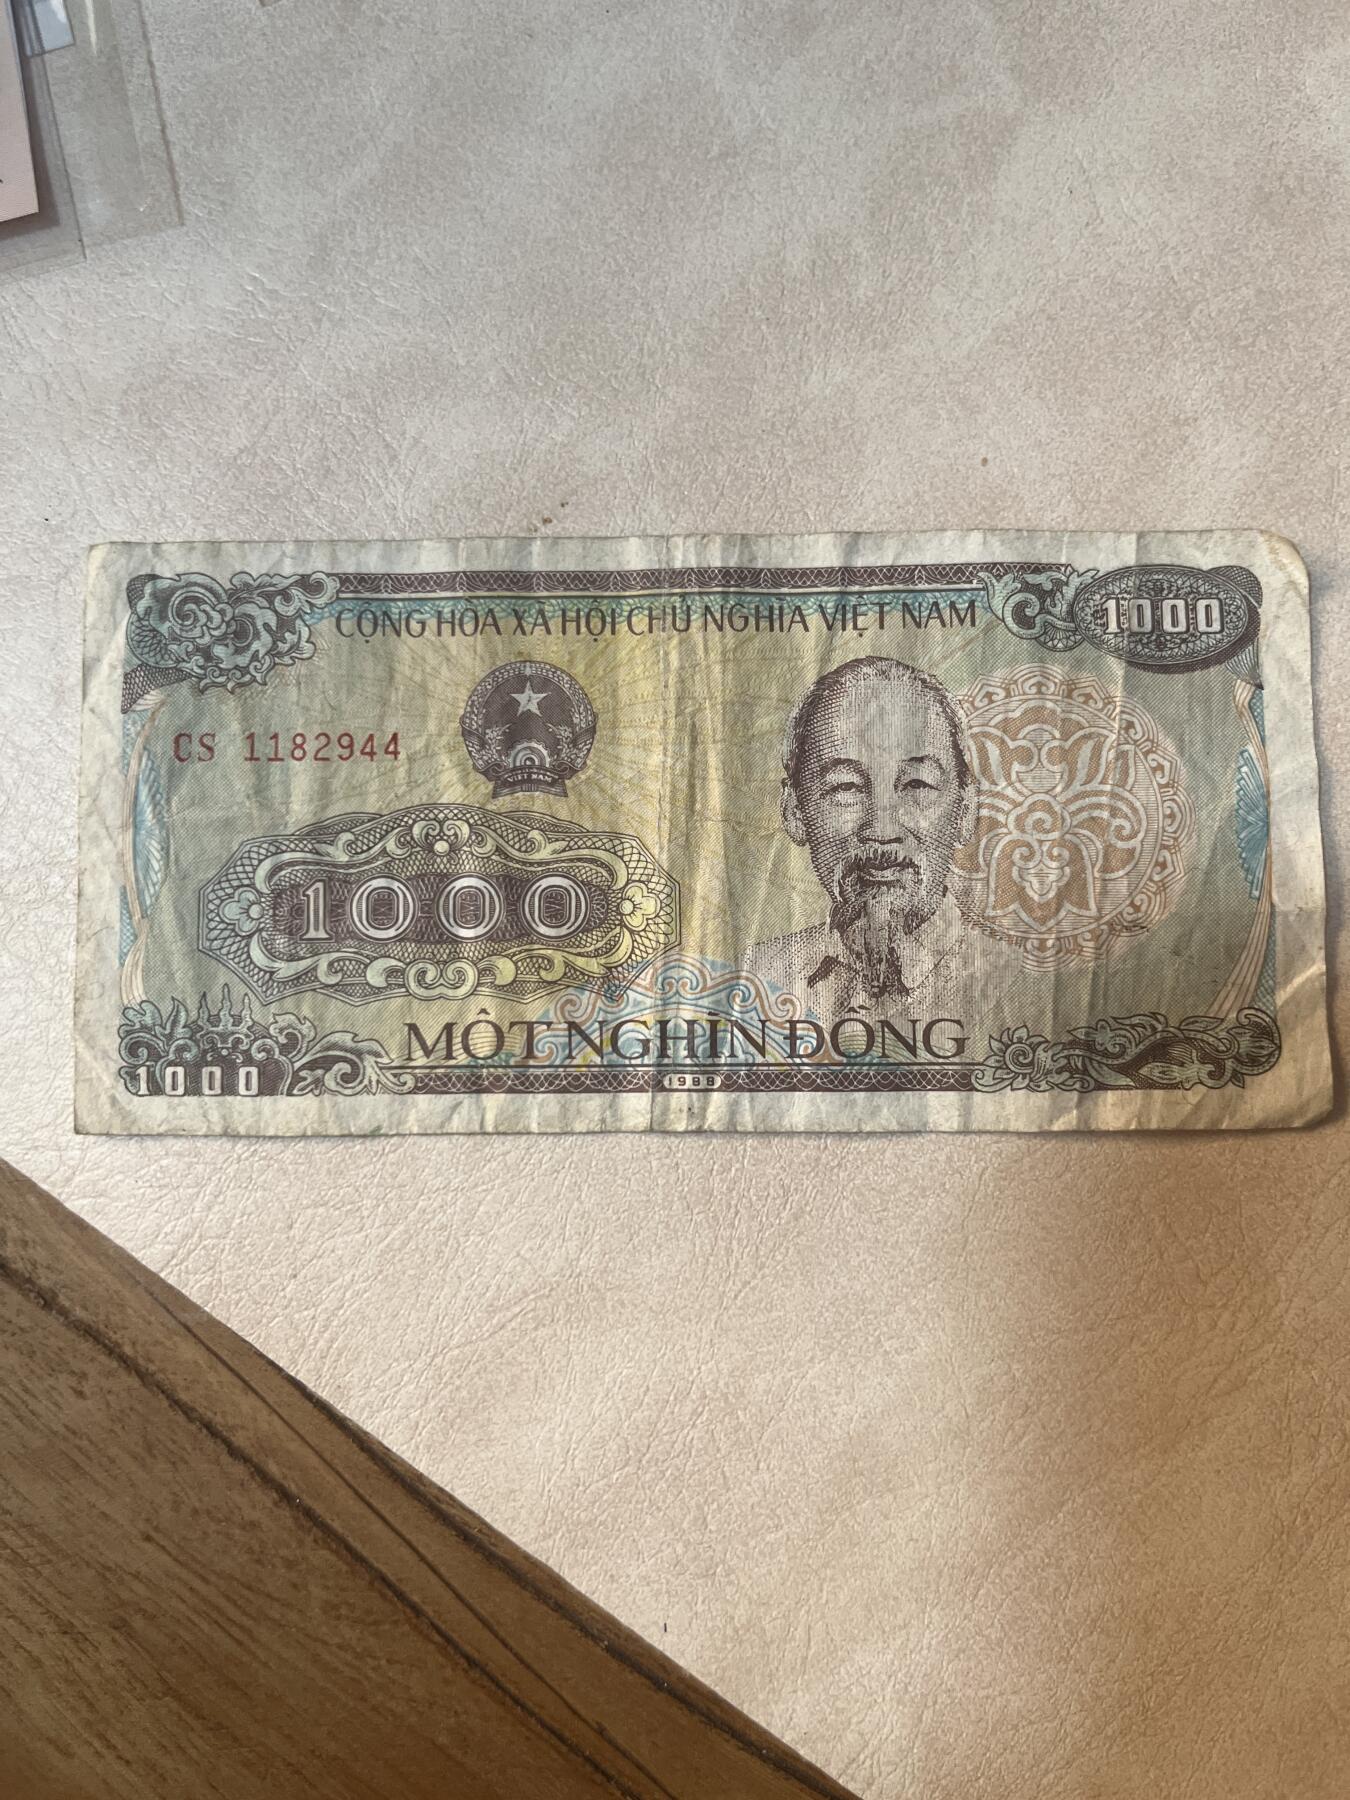 CỘNG HÒA XÃ HỘI CHỦ NGHĨA VIỆT NAM
1000
CS 1182944
VIỆT NAM
1000
MỘT NGHÌN ĐỒNG
1000
1988